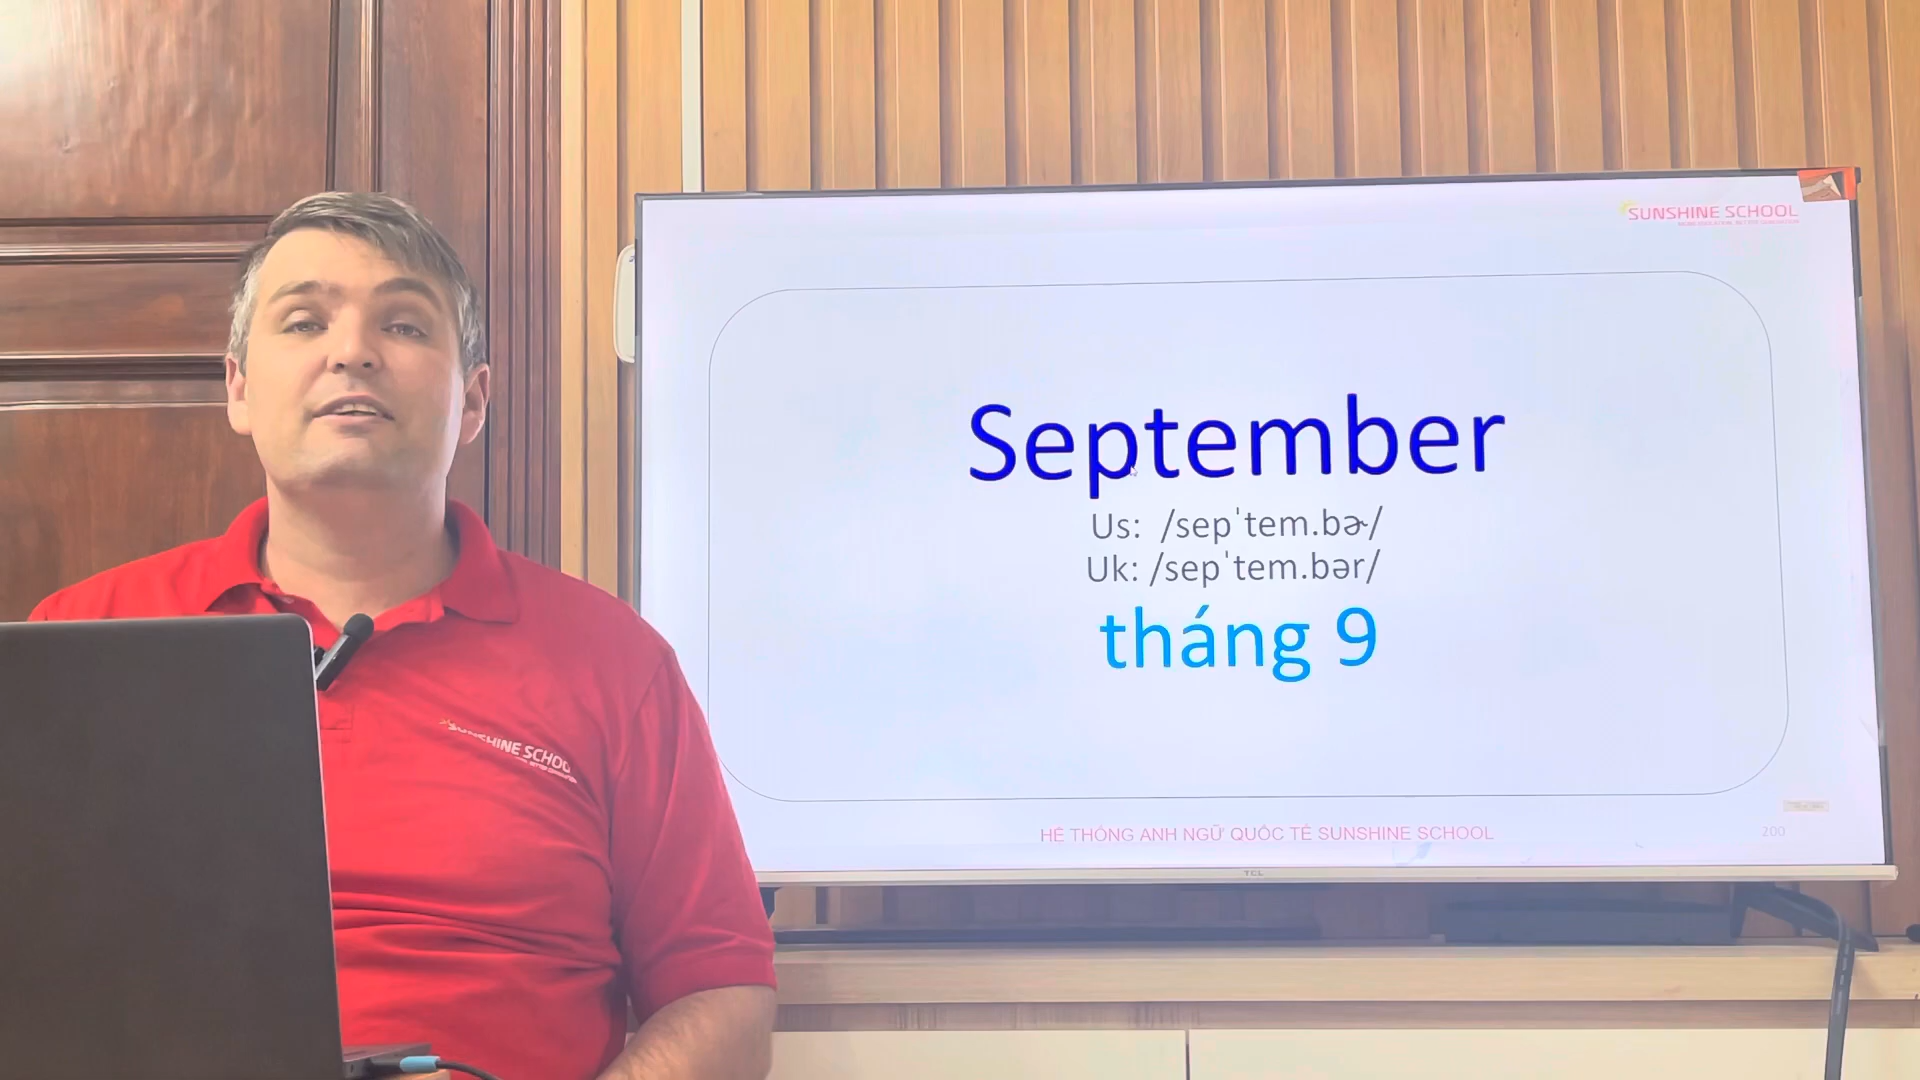 SUNSHINE SCHOOL
September
Us: /sepˈtem.bɚ/
Uk: /sepˈtem.bər/
tháng 9
HỆ THỐNG ANH NGỮ QUỐC TẾ SUNSHINE SCHOOL
200
TCL
SUNSHINE SCHOOL